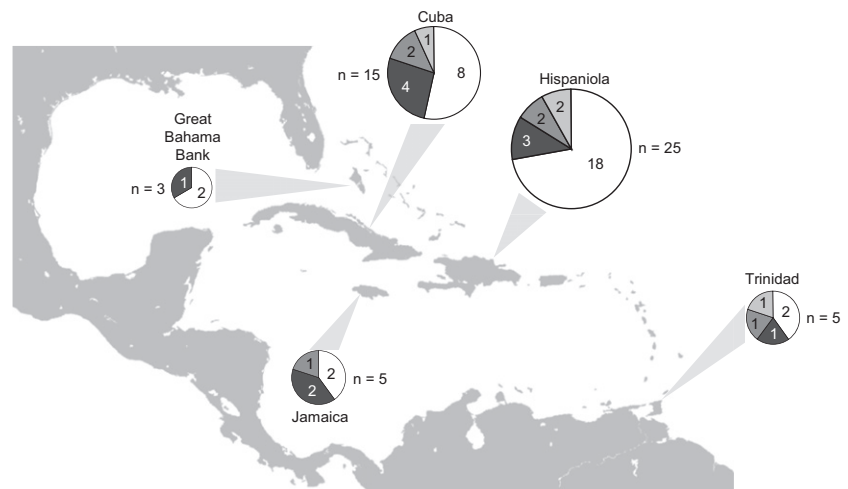 Cuba
1
2
n = 15
8
4
Hispaniola
2
2
3
n = 25
18
Great
Bahama
Bank
n = 3
1
2
Trinidad
1
2
n = 5
1
1
1
2
n = 5
2
Jamaica